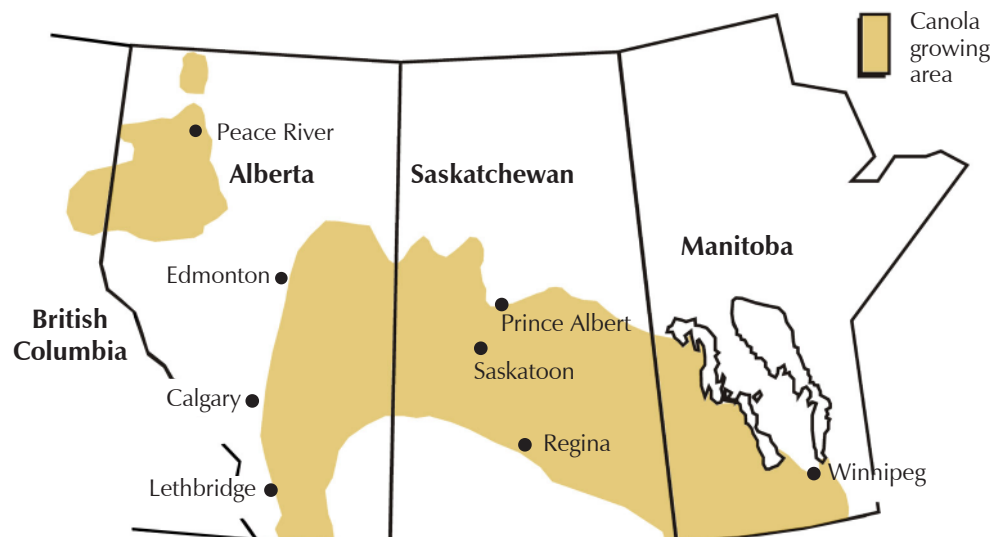 Canola
growing
area
Peace River
Alberta
Saskatchewan
Manitoba
Edmonton
British
Columbia
Prince Albert
Saskatoon
Calgary
Regina
Lethbridge
Winnipeg